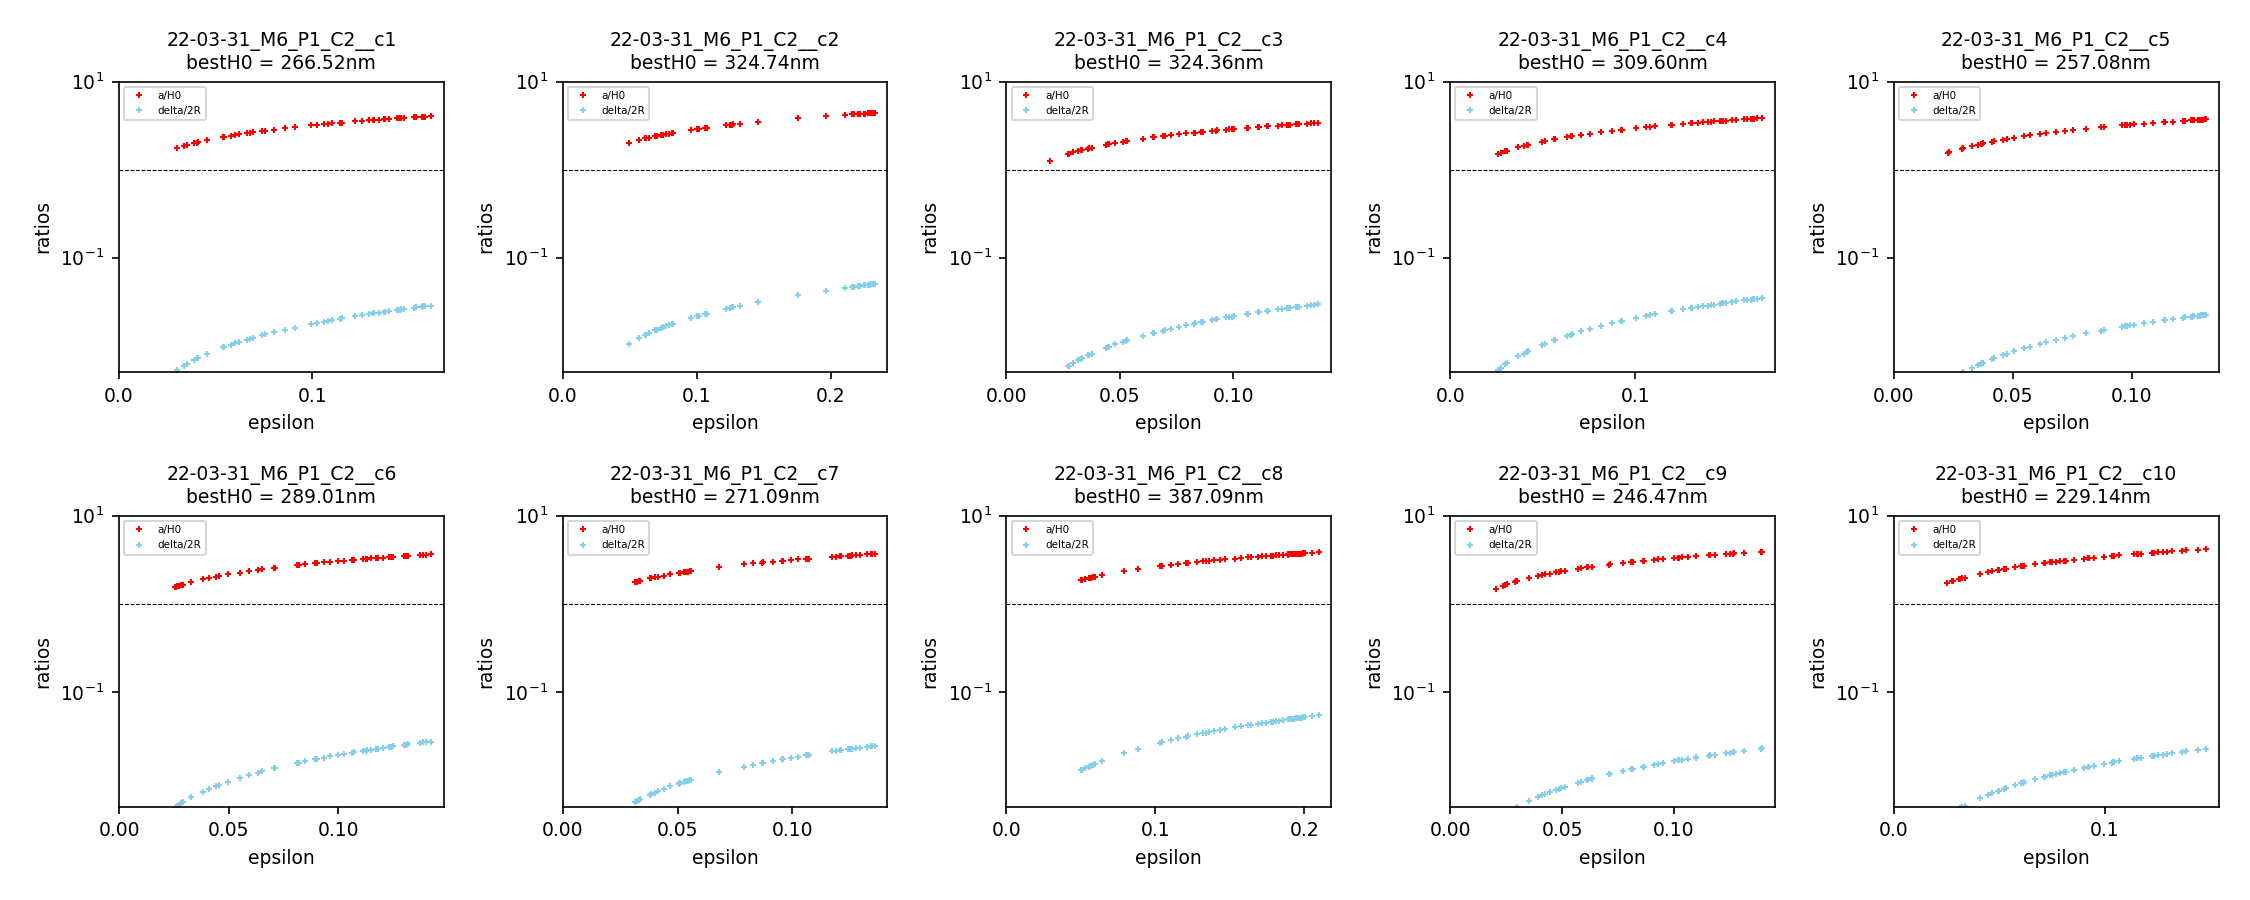 22-03-31_M6_P1_C2__c1
bestH0 = 266.52nm
10^1
a/H0
delta/2R
ratios
10^-1
0.0 0.1
epsilon
22-03-31_M6_P1_C2__c2
bestH0 = 324.74nm
10^1
a/H0
delta/2R
ratios
10^-1
0.0 0.1 0.2
epsilon
22-03-31_M6_P1_C2__c3
bestH0 = 324.36nm
10^1
a/H0
delta/2R
ratios
10^-1
0.00 0.05 0.10
epsilon
22-03-31_M6_P1_C2__c4
bestH0 = 309.60nm
10^1
a/H0
delta/2R
ratios
10^-1
0.0 0.1
epsilon
22-03-31_M6_P1_C2__c5
bestH0 = 257.08nm
10^1
a/H0
delta/2R
ratios
10^-1
0.00 0.05 0.10
epsilon
22-03-31_M6_P1_C2__c6
bestH0 = 289.01nm
10^1
a/H0
delta/2R
ratios
10^-1
0.00 0.05 0.10
epsilon
22-03-31_M6_P1_C2__c7
bestH0 = 271.09nm
10^1
a/H0
delta/2R
ratios
10^-1
0.00 0.05 0.10
epsilon
22-03-31_M6_P1_C2__c8
bestH0 = 387.09nm
10^1
a/H0
delta/2R
ratios
10^-1
0.0 0.1 0.2
epsilon
22-03-31_M6_P1_C2__c9
bestH0 = 246.47nm
10^1
a/H0
delta/2R
ratios
10^-1
0.00 0.05 0.10
epsilon
22-03-31_M6_P1_C2__c10
bestH0 = 229.14nm
10^1
a/H0
delta/2R
ratios
10^-1
0.0 0.1
epsilon